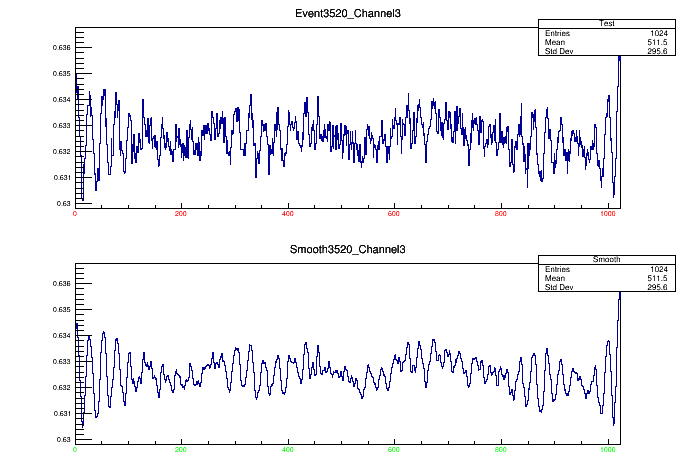 Event3520_Channel3
Test
Entries 1024
Mean 511.5
Std Dev 295.6
0.636
0.635
0.634
0.633
0.632
0.631
0.63
0 200 400 600 800 1000
Smooth3520_Channel3
Smooth
Entries 1024
Mean 511.5
Std Dev 295.6
0.636
0.635
0.634
0.633
0.632
0.631
0.63
0 200 400 600 800 1000